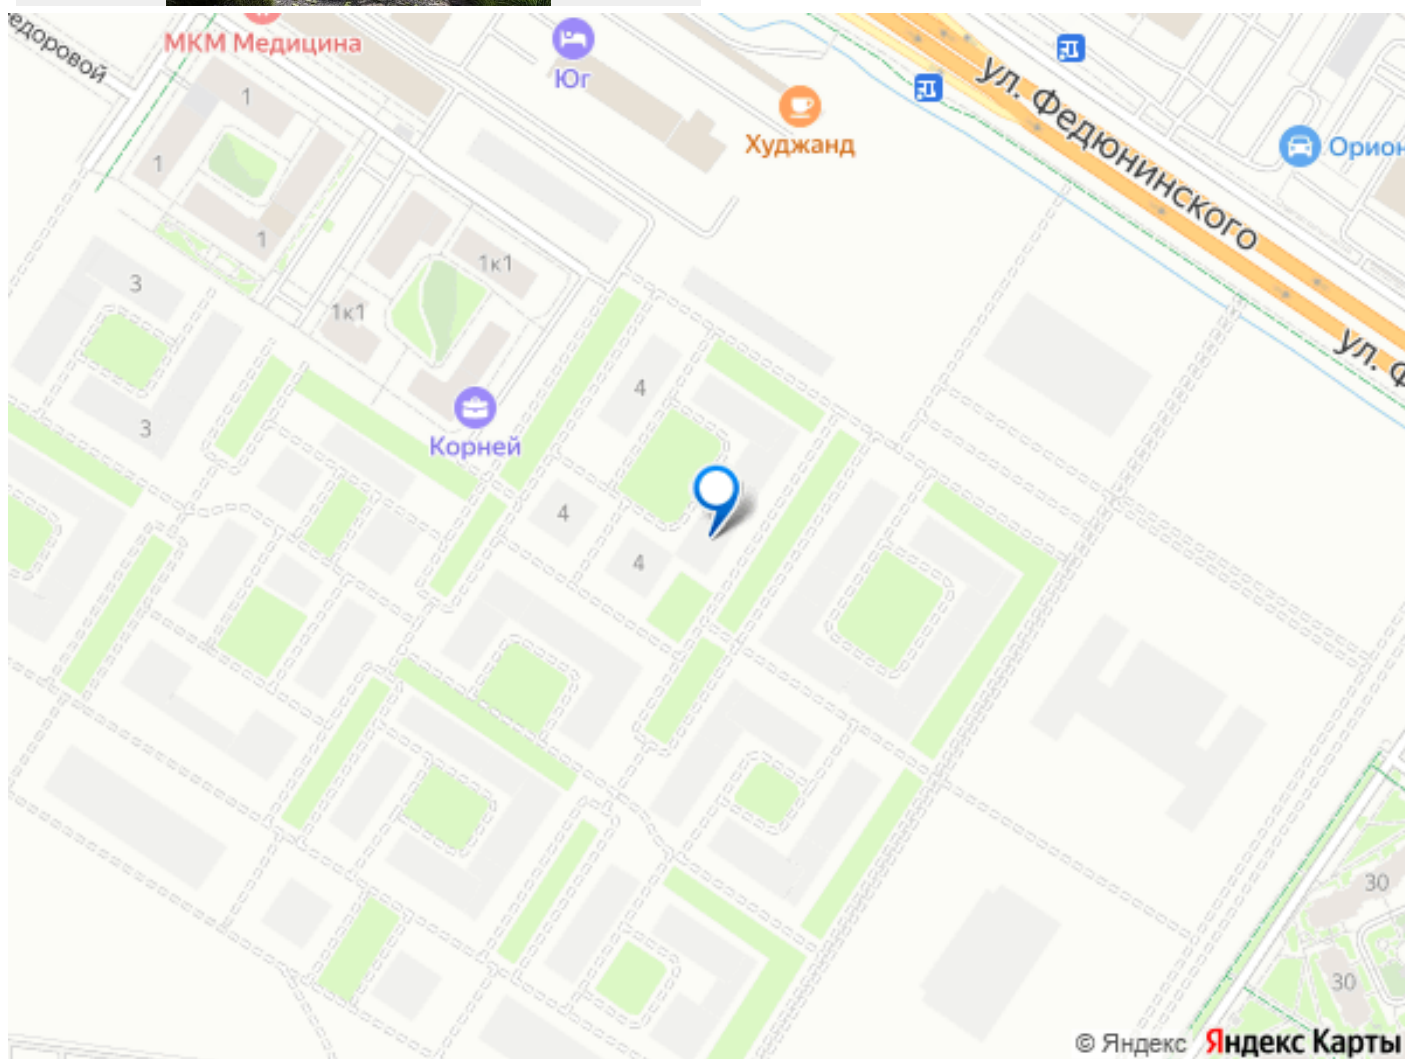 едоровой
МКМ Медицина
Юг
Худжанд
ул. Федюнинского
Орион
ул. Ф
1
1
1
1к1
1к1
3
3
4
4
4
Корней
30
30
© Яндекс Яндекс Карты